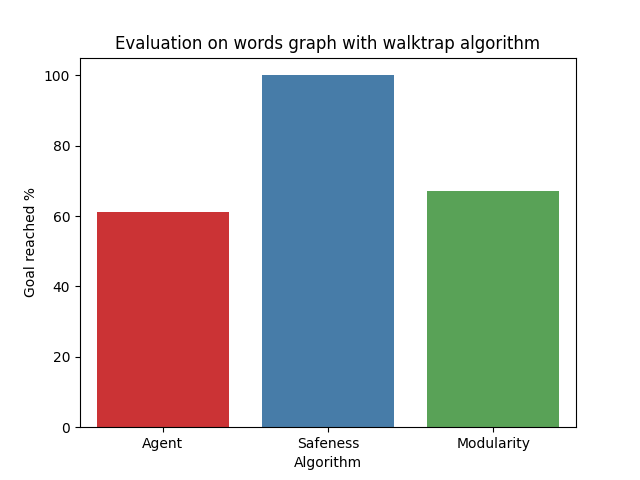 Evaluation on words graph with walktrap algorithm
100
80
60
40
20
0
Goal reached %
Agent
Safeness
Modularity
Algorithm